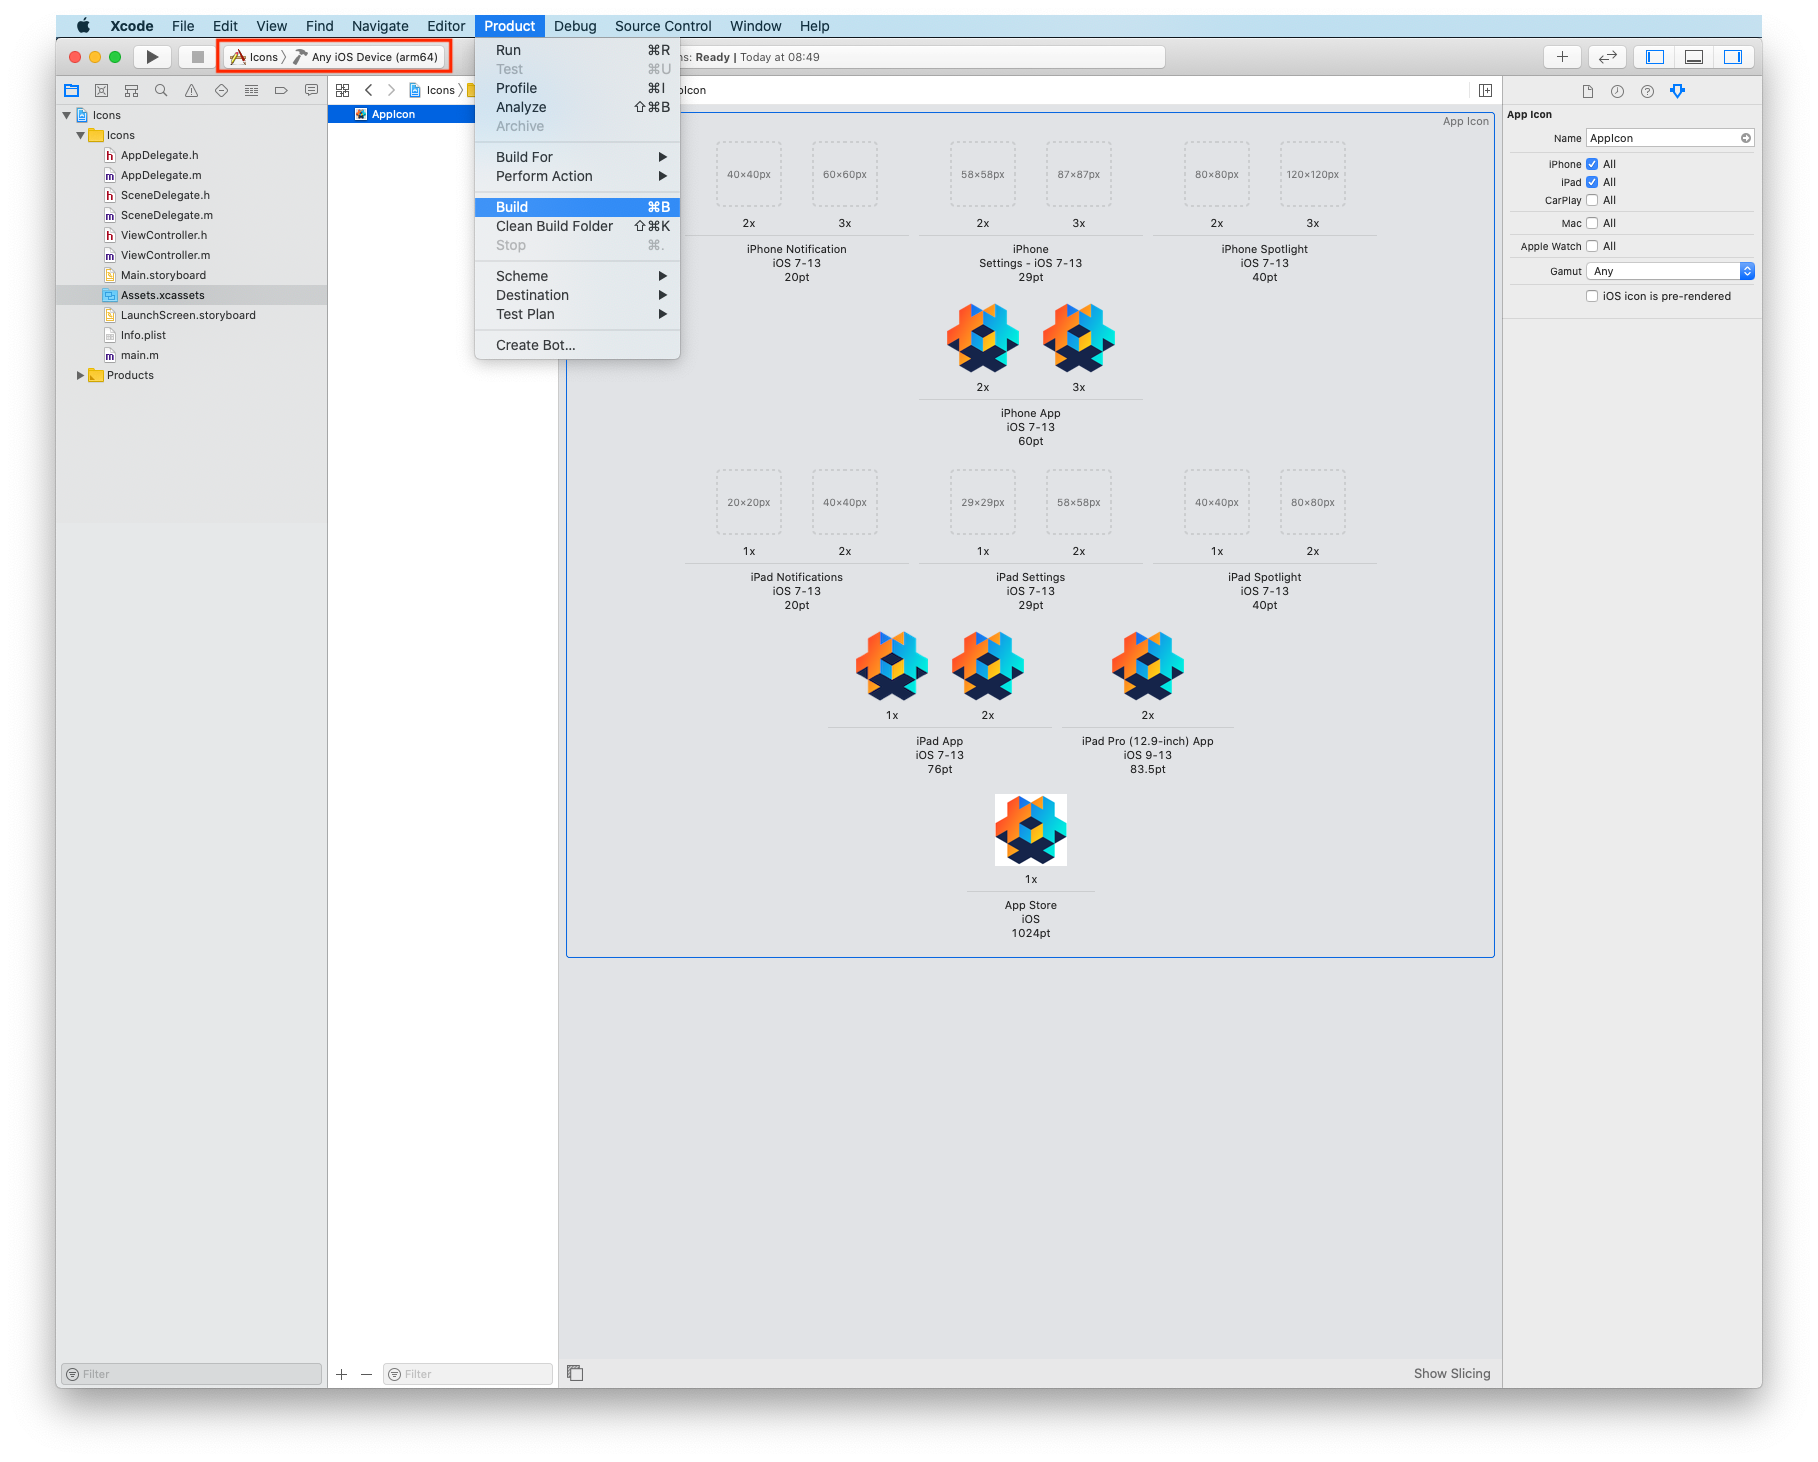 Xcode File Edit View Find Navigate Editor Product Debug Source Control Window Help
Icons 〉 Any iOS Device (arm64)
ns: Ready | Today at 08:49
Run ⌘R
Test ⌘U
Profile ⌘I
Analyze ⇧⌘B
Archive
Build For
Perform Action
Build ⌘B
Clean Build Folder ⇧⌘K
Stop ⌘.
Scheme
Destination
Test Plan
Create Bot...
Icons
Icons
AppDelegate.h
AppDelegate.m
SceneDelegate.h
SceneDelegate.m
ViewController.h
ViewController.m
Main.storyboard
Assets.xcassets
LaunchScreen.storyboard
Info.plist
main.m
Products
Filter
Icons
AppIcon
Filter
pIcon
App Icon
40×40px 60×60px 58×58px 87×87px 80×80px 120×120px
2x 3x 2x 3x 2x 3x
iPhone Notification
iOS 7-13
20pt
iPhone
Settings - iOS 7-13
29pt
iPhone Spotlight
iOS 7-13
40pt
2x 3x
iPhone App
iOS 7-13
60pt
20×20px 40×40px 29×29px 58×58px 40×40px 80×80px
1x 2x 1x 2x 1x 2x
iPad Notifications
iOS 7-13
20pt
iPad Settings
iOS 7-13
29pt
iPad Spotlight
iOS 7-13
40pt
1x 2x 2x
iPad App
iOS 7-13
76pt
iPad Pro (12.9-inch) App
iOS 9-13
83.5pt
1x
App Store
iOS
1024pt
Show Slicing
App Icon
Name AppIcon
iPhone All
iPad All
CarPlay All
Mac All
Apple Watch All
Gamut Any
iOS icon is pre-rendered